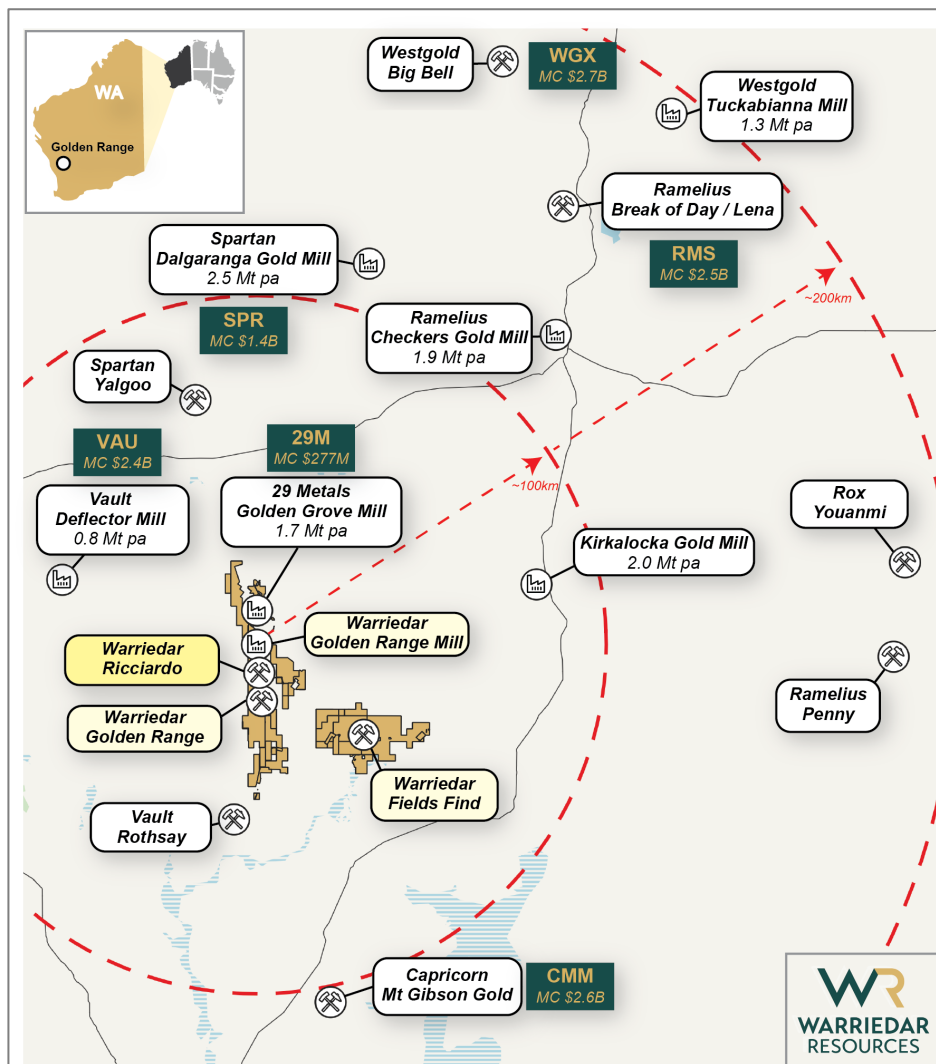 WA
Golden Range
Westgold
Big Bell
WGX
MC $2.7B
Westgold
Tuckabianna Mill
1.3 Mt pa
Ramelius
Break of Day / Lena
Spartan
Dalgaranga Gold Mill
2.5 Mt pa
RMS
MC $2.5B
~200km
SPR
MC $1.4B
Ramelius
Checkers Gold Mill
1.9 Mt pa
Spartan
Yalgoo
VAU
MC $2.4B
29M
MC $277M
~100km
Vault
Deflector Mill
0.8 Mt pa
29 Metals
Golden Grove Mill
1.7 Mt pa
Rox
Youanmi
Kirkalocka Gold Mill
2.0 Mt pa
Warriedar
Golden Range Mill
Warriedar
Ricciardo
Ramelius
Penny
Warriedar
Golden Range
Warriedar
Fields Find
Vault
Rothsay
Capricorn
Mt Gibson Gold
CMM
MC $2.6B
WR
WARRIEDAR
RESOURCES